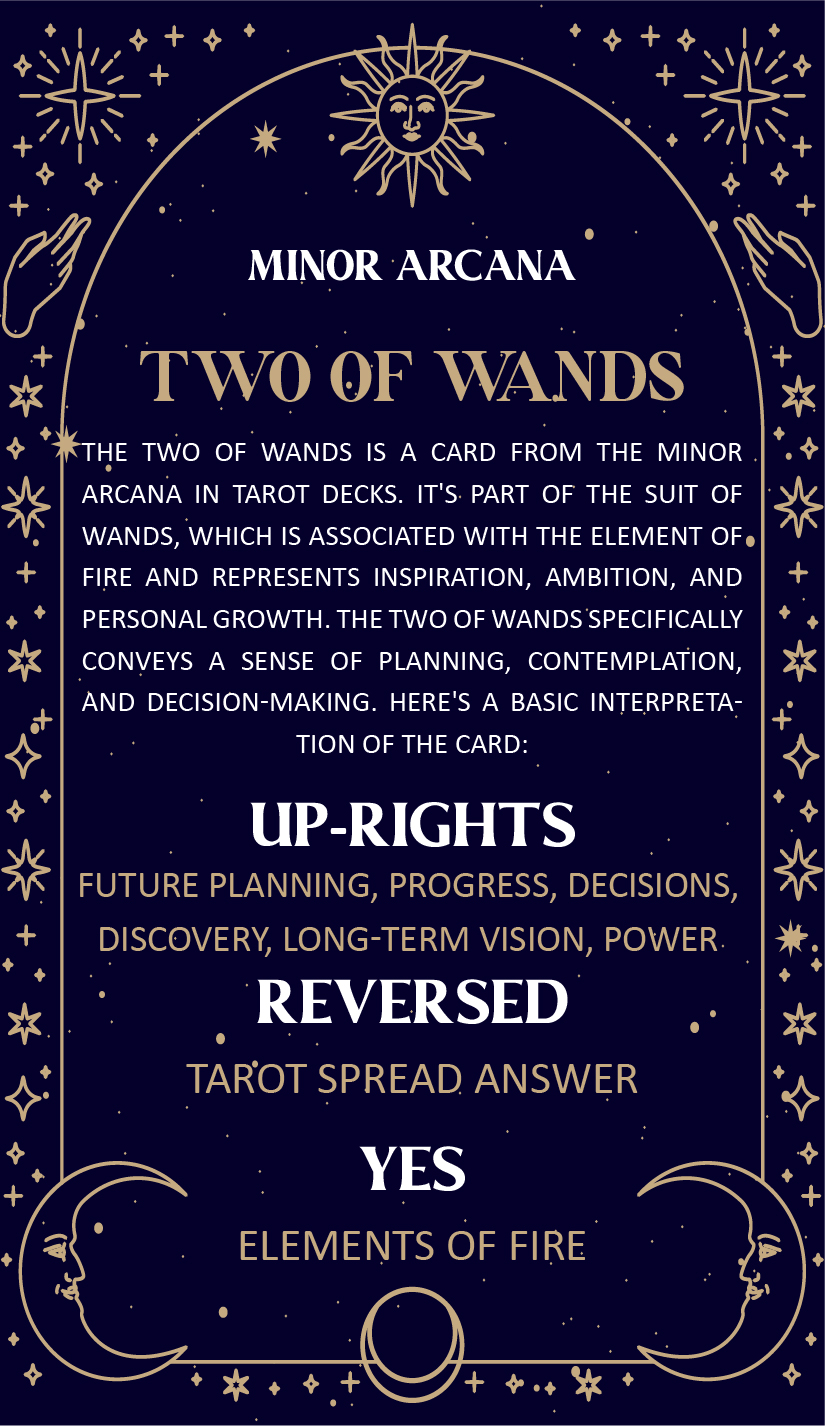 MINOR ARCANA
TWO OF WANDS
THE TWO OF WANDS IS A CARD FROM THE MINOR
ARCANA IN TAROT DECKS. IT'S PART OF THE SUIT OF
WANDS, WHICH IS ASSOCIATED WITH THE ELEMENT OF
FIRE AND REPRESENTS INSPIRATION, AMBITION, AND
PERSONAL GROWTH. THE TWO OF WANDS SPECIFICALLY
CONVEYS A SENSE OF PLANNING, CONTEMPLATION,
AND DECISION-MAKING. HERE'S A BASIC INTERPRETA-
TION OF THE CARD:
UP-RIGHTS
FUTURE PLANNING, PROGRESS, DECISIONS,
DISCOVERY, LONG-TERM VISION, POWER
REVERSED
TAROT SPREAD ANSWER
YES
ELEMENTS OF FIRE